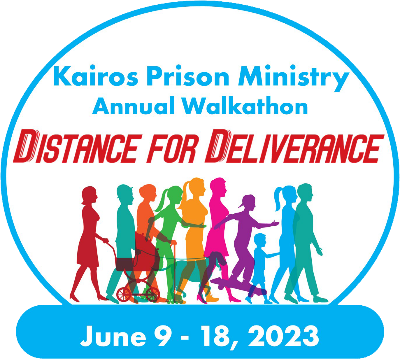 Kairos Prison Ministry
Annual Walkathon
Distance for Deliverance
June 9 - 18, 2023